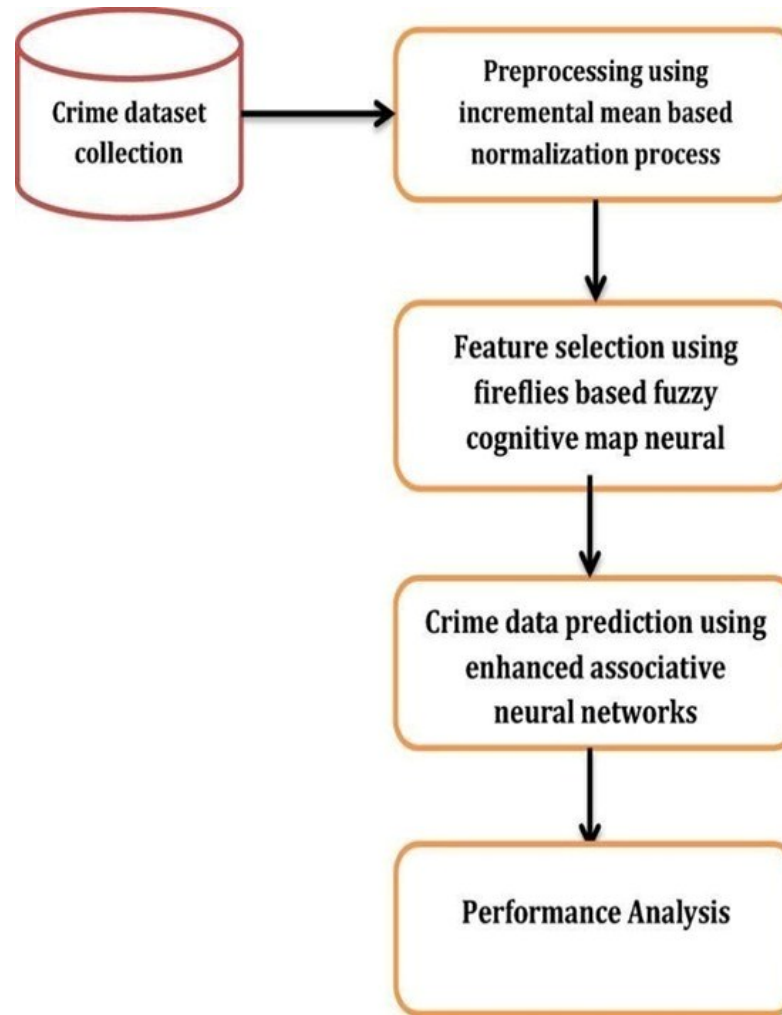 Crime dataset
collection
Preprocessing using
incremental mean based
normalization process
Feature selection using
fireflies based fuzzy
cognitive map neural
Crime data prediction using
enhanced associative
neural networks
Performance Analysis